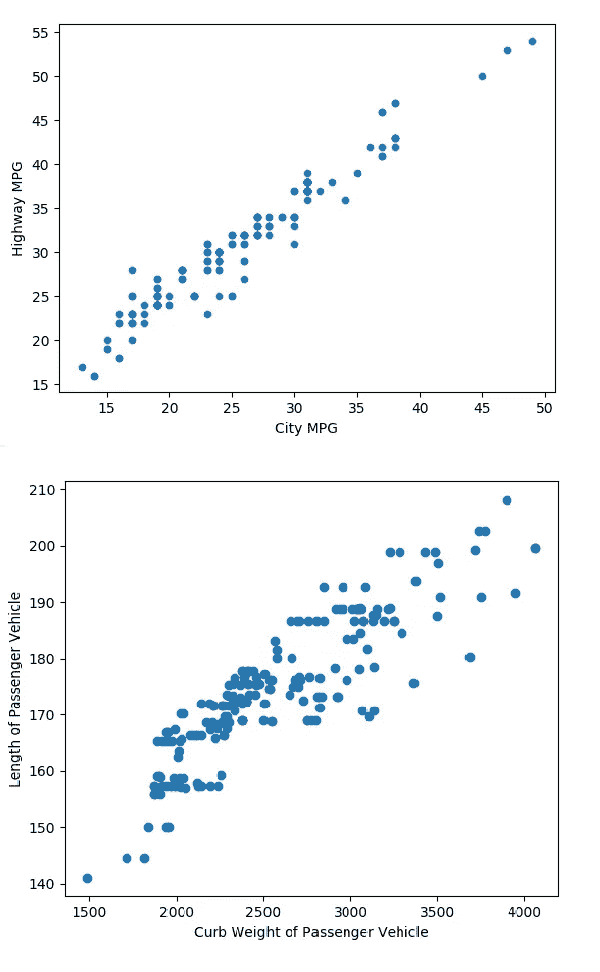 55
50
45
40
35
30
25
20
15
Highway MPG
15 20 25 30 35 40 45 50
City MPG
210
200
190
180
170
160
150
140
Length of Passenger Vehicle
1500 2000 2500 3000 3500 4000
Curb Weight of Passenger Vehicle